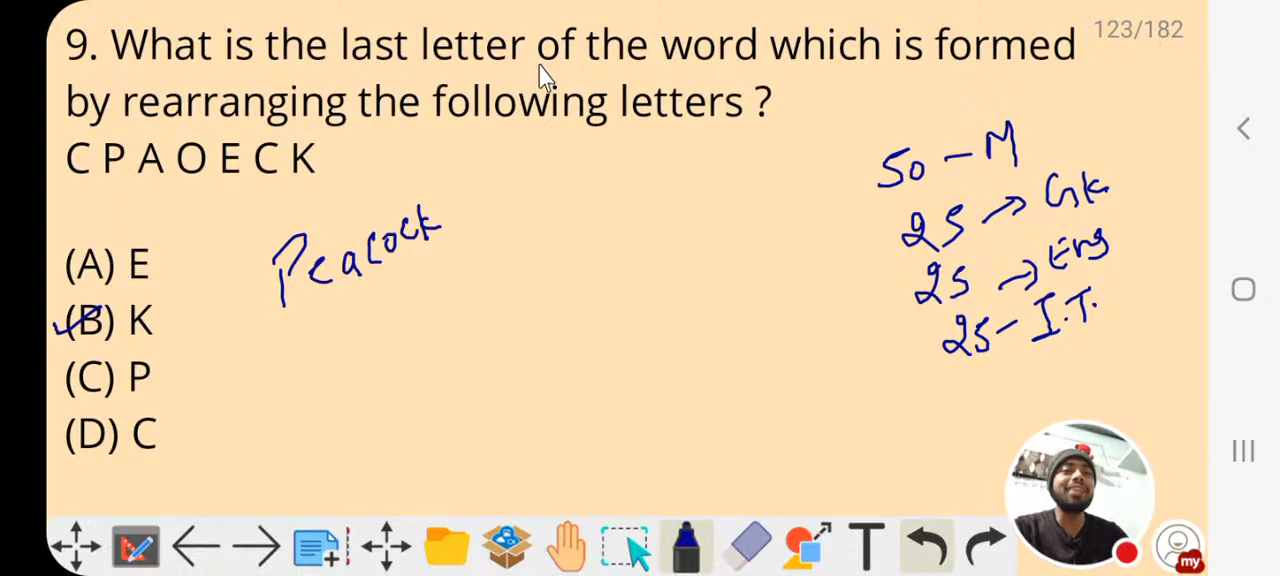 123/182
9. What is the last letter of the word which is formed
by rearranging the following letters ?
C P A O E C K
(A) E
(B) K
(C) P
(D) C
Peacock
50 - M
25 → Gk
25 → Eng
25 - I.T.
T
my